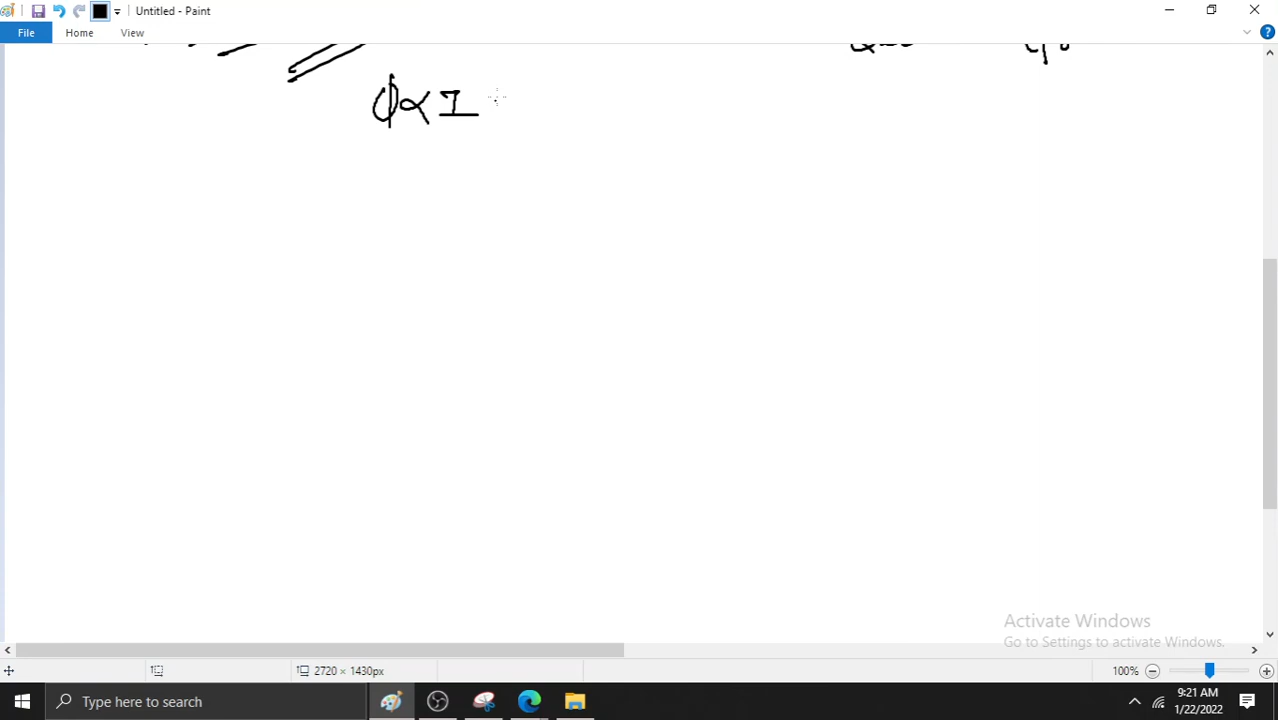 Untitled - Paint
File Home View
ϕ∝I
Activate Windows
Go to Settings to activate Windows.
2720 × 1430px
100%
Type here to search
9:21 AM
1/22/2022